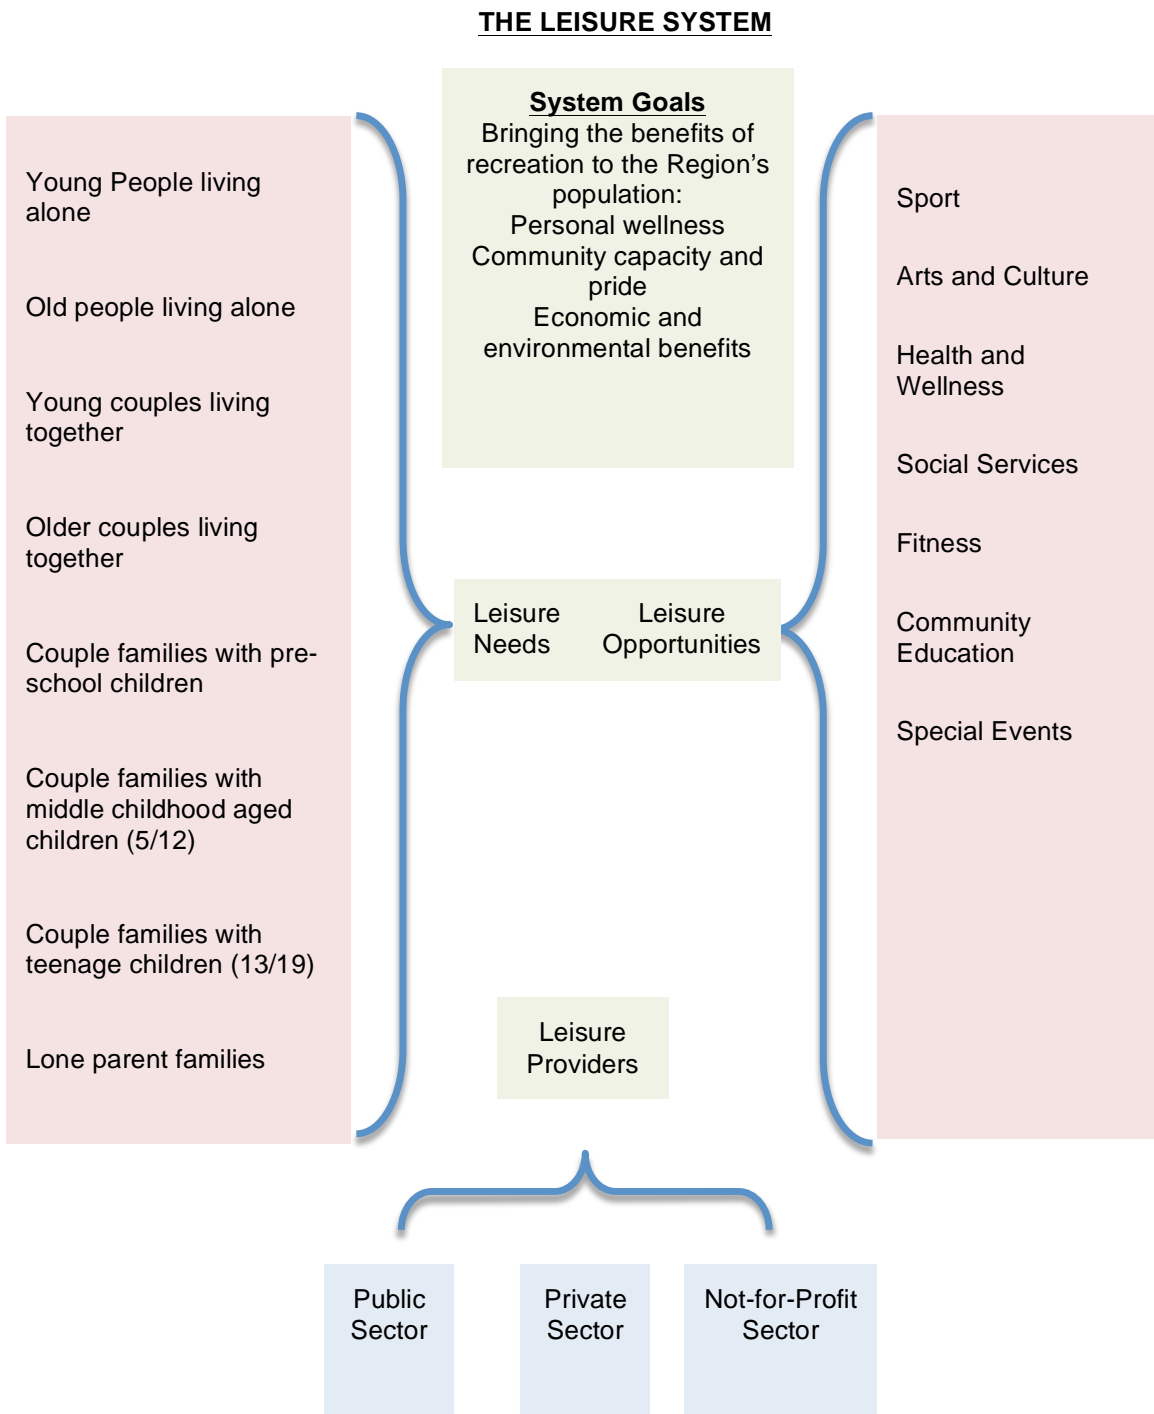 THE LEISURE SYSTEM
System Goals
Bringing the benefits of
recreation to the Region’s
population:
Personal wellness
Community capacity and
pride
Economic and
environmental benefits
Young People living
alone
Old people living alone
Young couples living
together
Older couples living
together
Couple families with pre-
school children
Couple families with
middle childhood aged
children (5/12)
Couple families with
teenage children (13/19)
Lone parent families
Leisure
Needs
Leisure
Opportunities
Sport
Arts and Culture
Health and
Wellness
Social Services
Fitness
Community
Education
Special Events
Leisure
Providers
Public
Sector
Private
Sector
Not-for-Profit
Sector